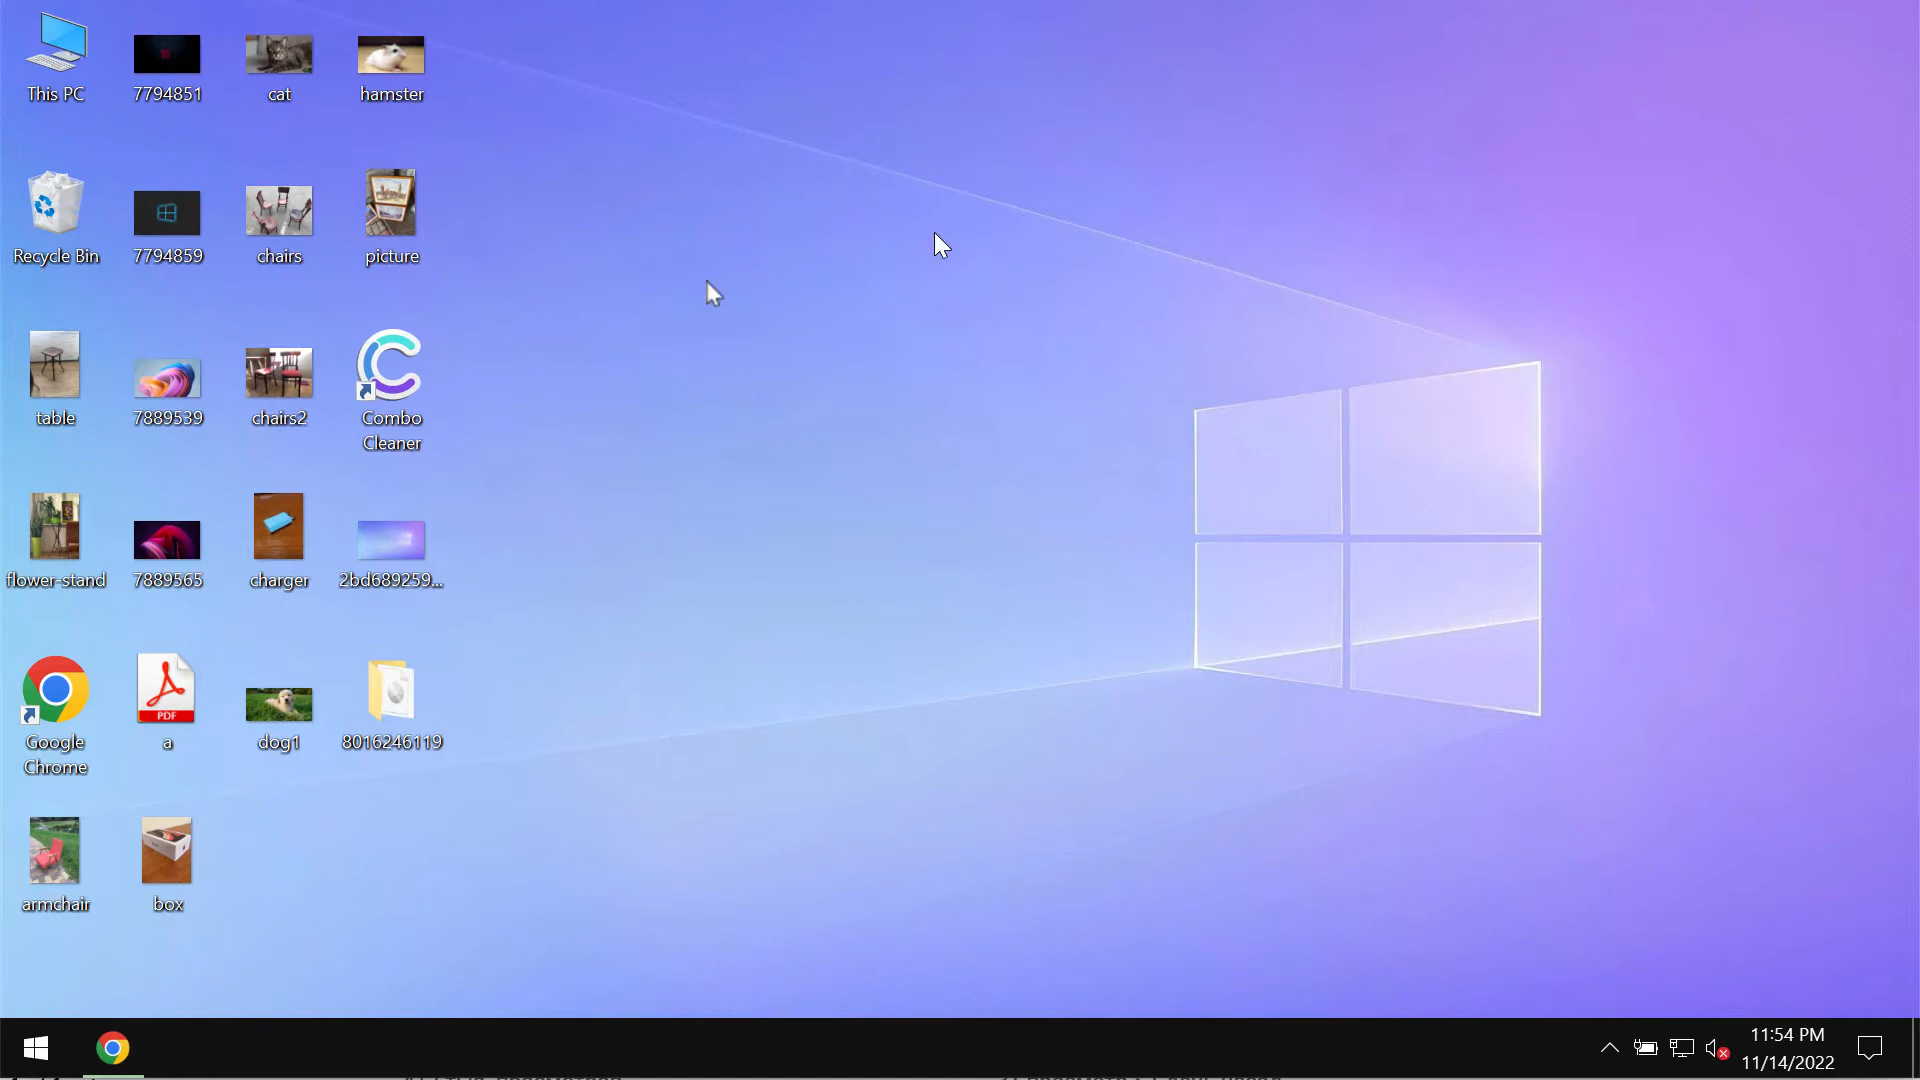 This PC
7794851
cat
hamster
Recycle Bin
7794859
chairs
picture
table
7889539
chairs2
Combo
Cleaner
flower-stand
7889565
charger
2bd689259...
Google
Chrome
a
PDF
dog1
8016246119
armchair
box
11:54 PM
11/14/2022